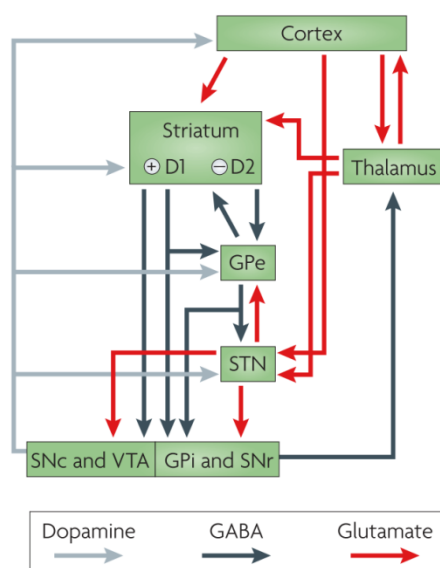 Cortex
Striatum
+ D1 − D2
Thalamus
GPe
STN
SNc and VTA GPi and SNr
Dopamine GABA Glutamate